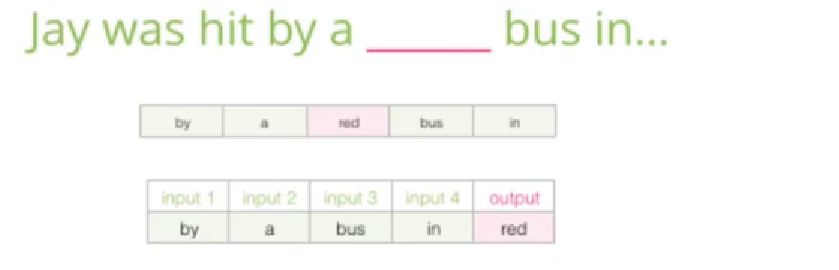 Jay was hit by a ______ bus in...
by a red bus in
input 1 input 2 input 3 input 4 output
by a bus in red